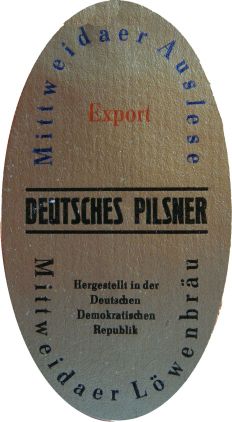 Mittweidaer Auslese
Export
DEUTSCHES PILSNER
Hergestellt in der
Deutschen
Demokratischen
Republik
Mittweidaer Löwenbräu